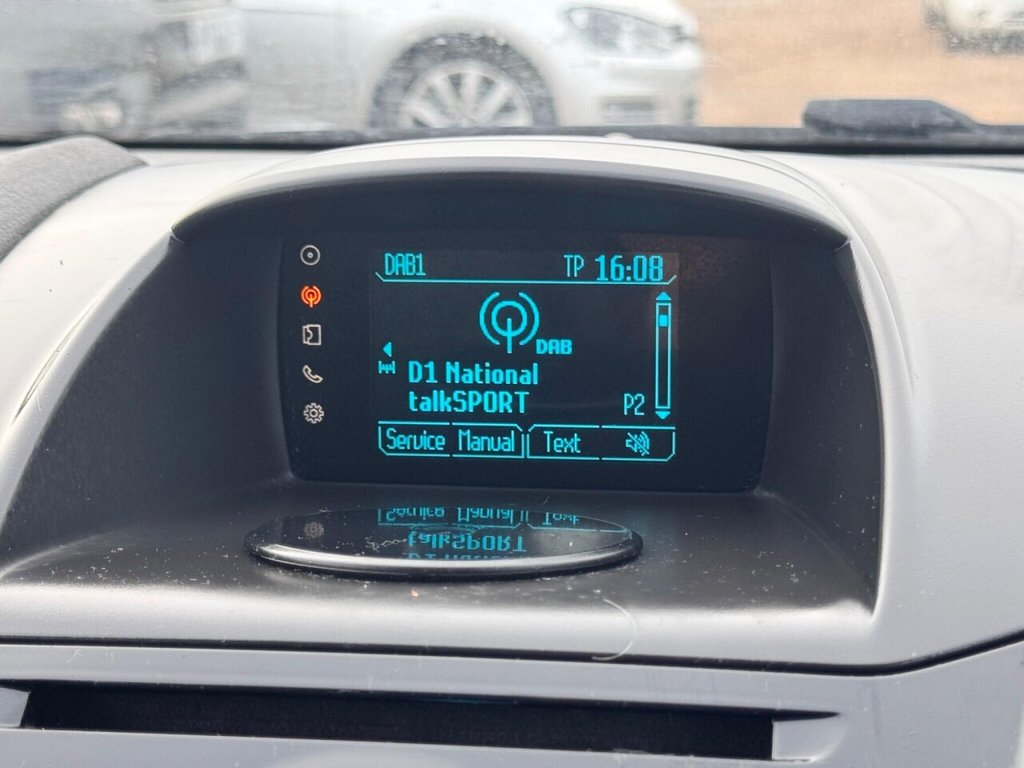 DAB1 TP 16:08
DAB
D1 National
talkSPORT P2
Service Manual Text